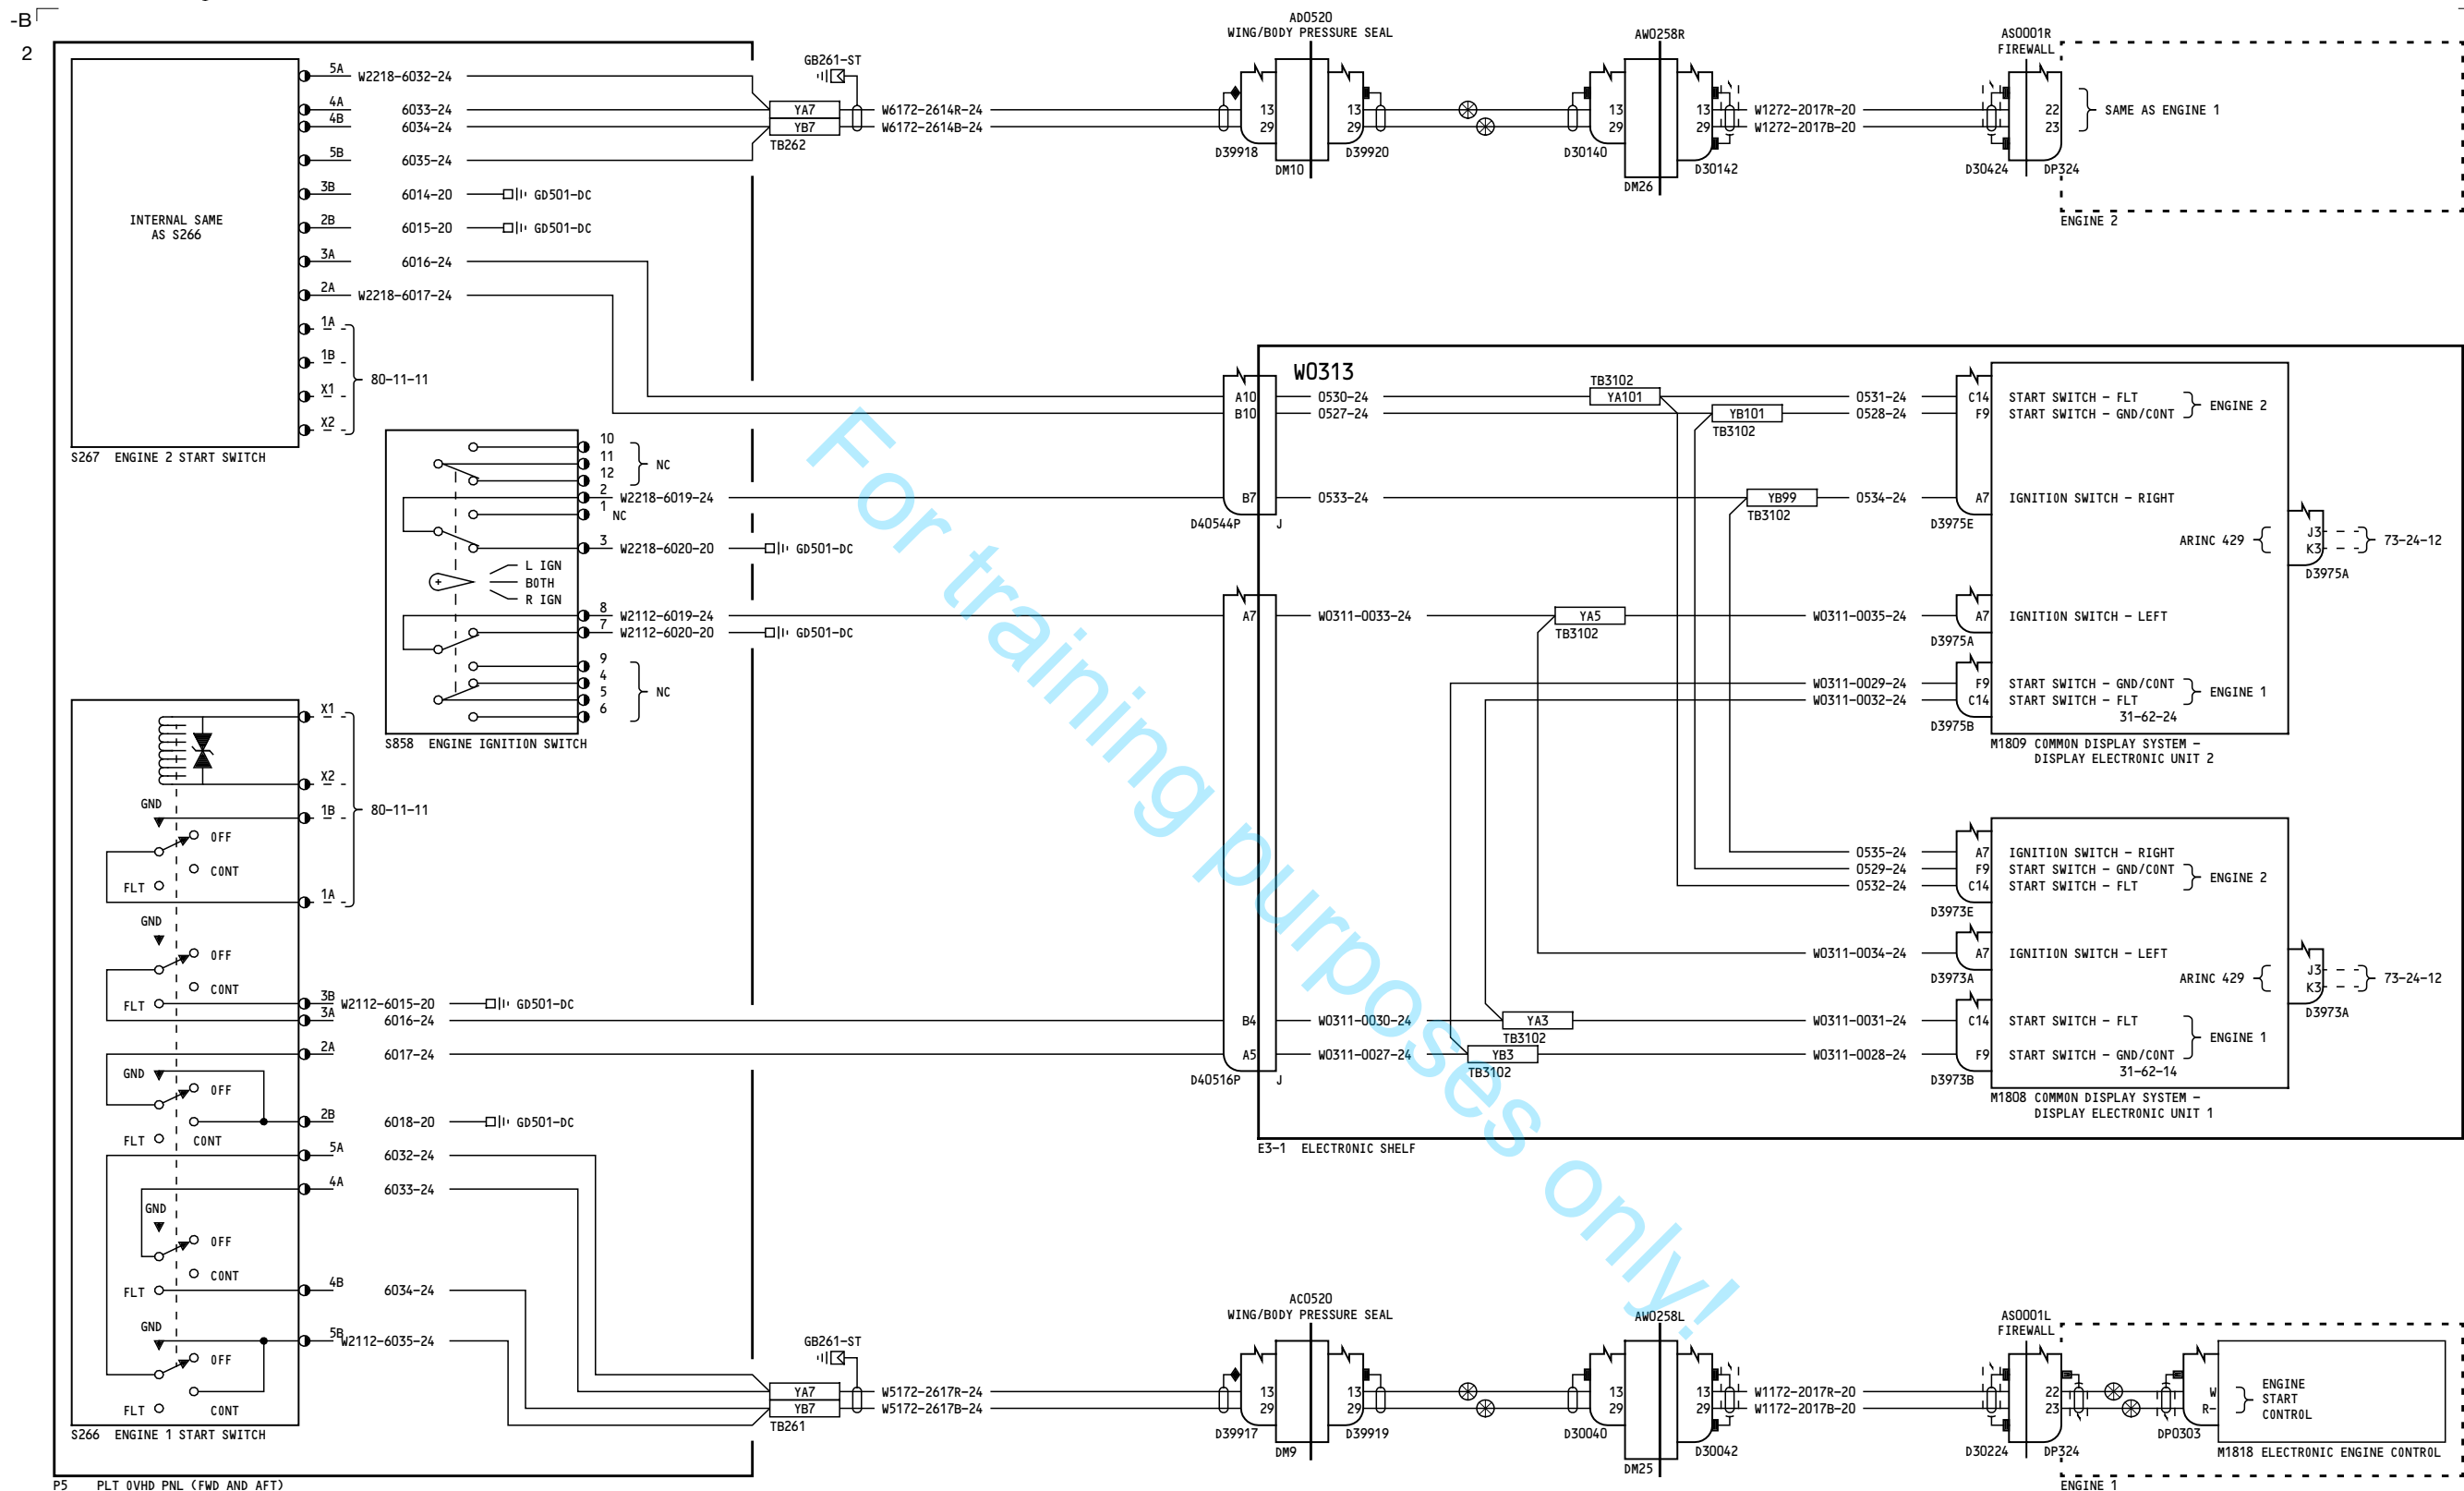 -B
2
AD0520
WING/BODY PRESSURE SEAL
AW0258R
AS0001R
FIREWALL
GB261-ST
5A W2218-6032-24
4A 6033-24
4B 6034-24
5B 6035-24
3B 6014-20 GD501-DC
2B 6015-20 GD501-DC
3A 6016-24
2A W2218-6017-24
1A
1B
X1
X2
80-11-11
INTERNAL SAME
AS S266
S267 ENGINE 2 START SWITCH
YA7 W6172-2614R-24
YB7 W6172-2614B-24
TB262
13 13 13 13
29 29 29 29
D39918 D39920 D30140 D30142
DM10 DM26
W1272-2017R-20 22
W1272-2017B-20 23
SAME AS ENGINE 1
D30424 DP324
ENGINE 2
10
11
12
NC
2 W2218-6019-24
1 NC
3 W2218-6020-20 GD501-DC
L IGN
BOTH
R IGN
8 W2112-6019-24
7 W2112-6020-20 GD501-DC
9
4
5
6
NC
S858 ENGINE IGNITION SWITCH
W0313
TB3102
A10 0530-24 YA101 0531-24 C14 START SWITCH - FLT
B10 0527-24 YB101 0528-24 F9 START SWITCH - GND/CONT
ENGINE 2
TB3102
B7 0533-24 YB99 0534-24 A7 IGNITION SWITCH - RIGHT
TB3102
D40544P J D3975E
ARINC 429 J3 K3 73-24-12
D3975A
A7 W0311-0033-24 YA5 W0311-0035-24 A7 IGNITION SWITCH - LEFT
TB3102
D3975A
W0311-0029-24 F9 START SWITCH - GND/CONT
W0311-0032-24 C14 START SWITCH - FLT
ENGINE 1
31-62-24
D3975B
M1809 COMMON DISPLAY SYSTEM -
DISPLAY ELECTRONIC UNIT 2
0535-24 A7 IGNITION SWITCH - RIGHT
0529-24 F9 START SWITCH - GND/CONT
0532-24 C14 START SWITCH - FLT
ENGINE 2
D3973E
W0311-0034-24 A7 IGNITION SWITCH - LEFT
D3973A
ARINC 429 J3 K3 73-24-12
D3973A
B4 W0311-0030-24 YA3 W0311-0031-24 C14 START SWITCH - FLT
TB3102
ENGINE 1
A5 W0311-0027-24 YB3 W0311-0028-24 F9 START SWITCH - GND/CONT
TB3102
31-62-14
D40516P J D3973B
M1808 COMMON DISPLAY SYSTEM -
DISPLAY ELECTRONIC UNIT 1
E3-1 ELECTRONIC SHELF
X1
X2
GND
1B
80-11-11
OFF
CONT
FLT
1A
GND
OFF
CONT
FLT
3B W2112-6015-20 GD501-DC
3A 6016-24
2A 6017-24
GND
OFF
2B 6018-20 GD501-DC
FLT CONT
5A 6032-24
4A 6033-24
GND
OFF
CONT
FLT
4B 6034-24
GND
5B W2112-6035-24
OFF
FLT CONT
S266 ENGINE 1 START SWITCH
P5 PLT OVHD PNL (FWD AND AFT)
GB261-ST
YA7 W5172-2617R-24
YB7 W5172-2617B-24
TB261
AC0520
WING/BODY PRESSURE SEAL
AW0258L
AS0001L
FIREWALL
13 13 13 13
29 29 29 29
D39917 D39919 D30040 D30042
DM9 DM25
W1172-2017R-20 22 W
W1172-2017B-20 23 R-
ENGINE
START
CONTROL
D30224 DP324 DP0303
M1818 ELECTRONIC ENGINE CONTROL
ENGINE 1
For training purposes only!